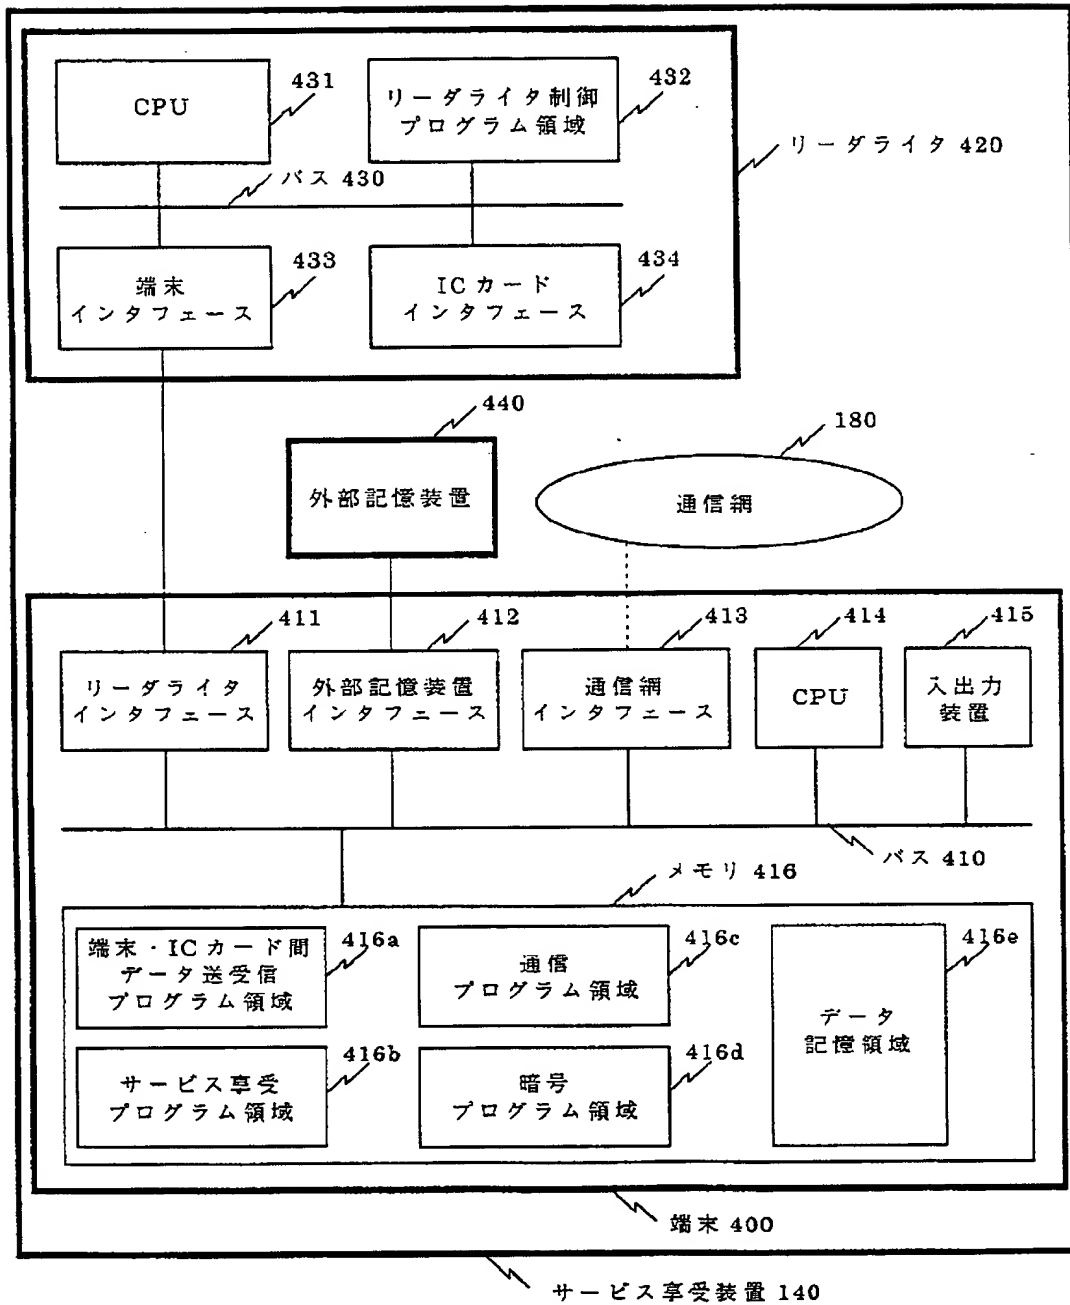 CPU
431
リーダライタ制御
プログラム領域
432
リーダライタ 420
バス 430
端末
インタフェース
433
ICカード
インタフェース
434
440
外部記憶装置
180
通信網
411
リーダライタ
インタフェース
412
外部記憶装置
インタフェース
413
通信網
インタフェース
414
CPU
415
入出力
装置
バス 410
メモリ 416
端末・ICカード間
データ送受信
プログラム領域
416a
通信
プログラム領域
416c
データ
記憶領域
416e
サービス享受
プログラム領域
416b
暗号
プログラム領域
416d
端末 400
サービス享受装置 140